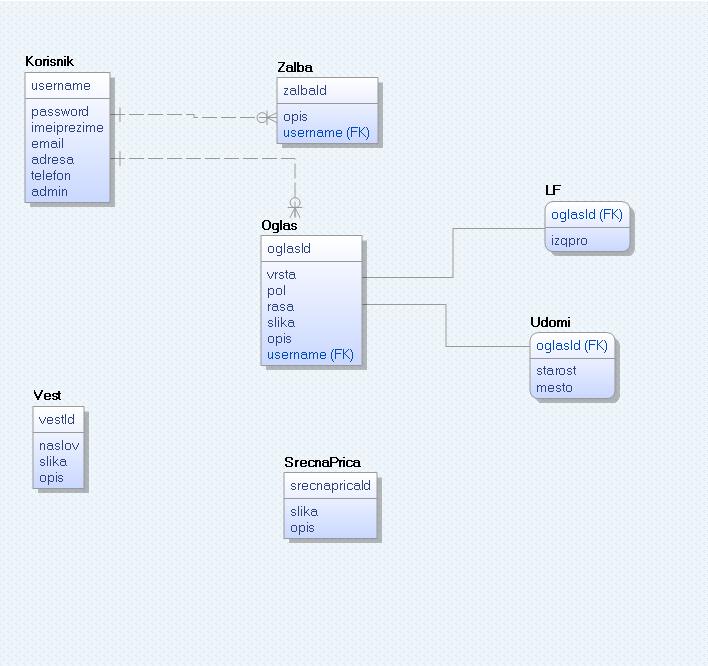 Korisnik
username
password
imeiprezime
email
adresa
telefon
admin
Zalba
zalbaId
opis
username (FK)
Oglas
oglasId
vrsta
pol
rasa
slika
opis
username (FK)
LF
oglasId (FK)
izgpro
Udomi
oglasId (FK)
starost
mesto
Vest
vestId
naslov
slika
opis
SrecnaPrica
srecnapricaId
slika
opis